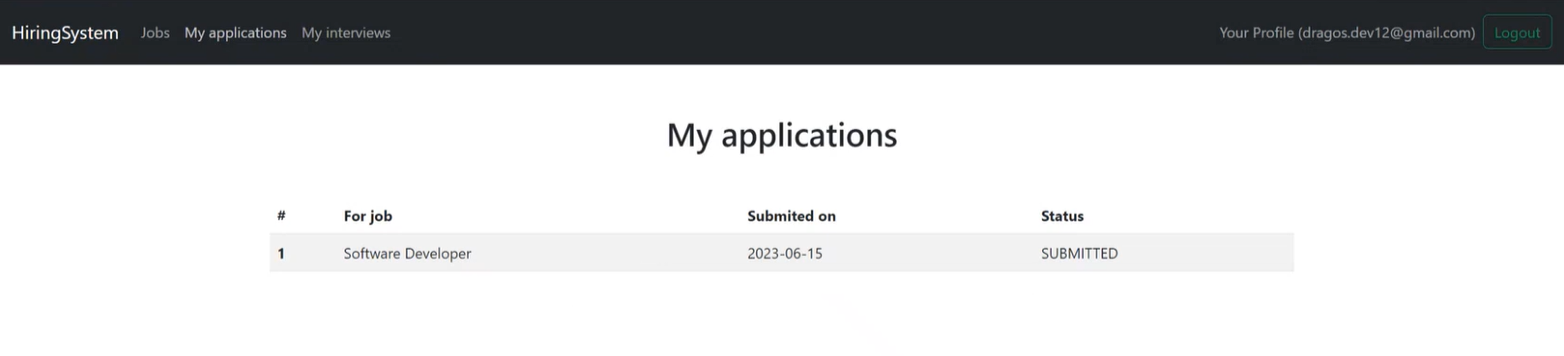 HiringSystem Jobs My applications My interviews Your Profile (dragos.dev12@gmail.com) Logout
My applications
# For job Submited on Status
1 Software Developer 2023-06-15 SUBMITTED